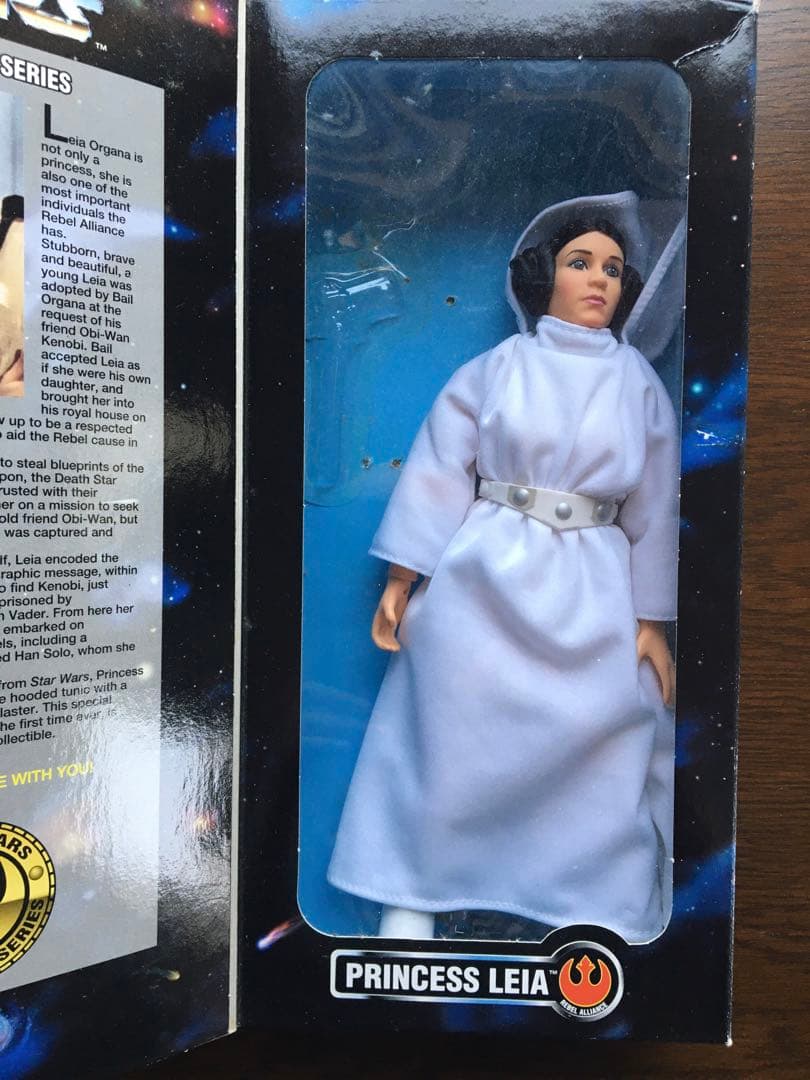 ™
SERIES
Leia Organa is
not only a
princess, she is
also one of the
most important
individuals the
Rebel Alliance
has.
Stubborn, brave
and beautiful, a
young Leia was
adopted by Bail
Organa at the
request of his
friend Obi-Wan
Kenobi. Bail
accepted Leia as
if she were his own
daughter, and
brought her into
his royal house on
up to be a respected
aid the Rebel cause in
to steal blueprints of the
pon, the Death Star
rusted with their
er on a mission to seek
old friend Obi-Wan, but
was captured and
lf, Leia encoded the
raphic message, within
o find Kenobi, just
prisoned by
Vader. From here her
embarked on
els, including a
ed Han Solo, whom she
from Star Wars, Princess
e hooded tunic with a
laster. This special
he first time ever, is
ollectible.
E WITH YOU!
ARS
SERIES
PRINCESS LEIA™
REBEL ALLIANCE